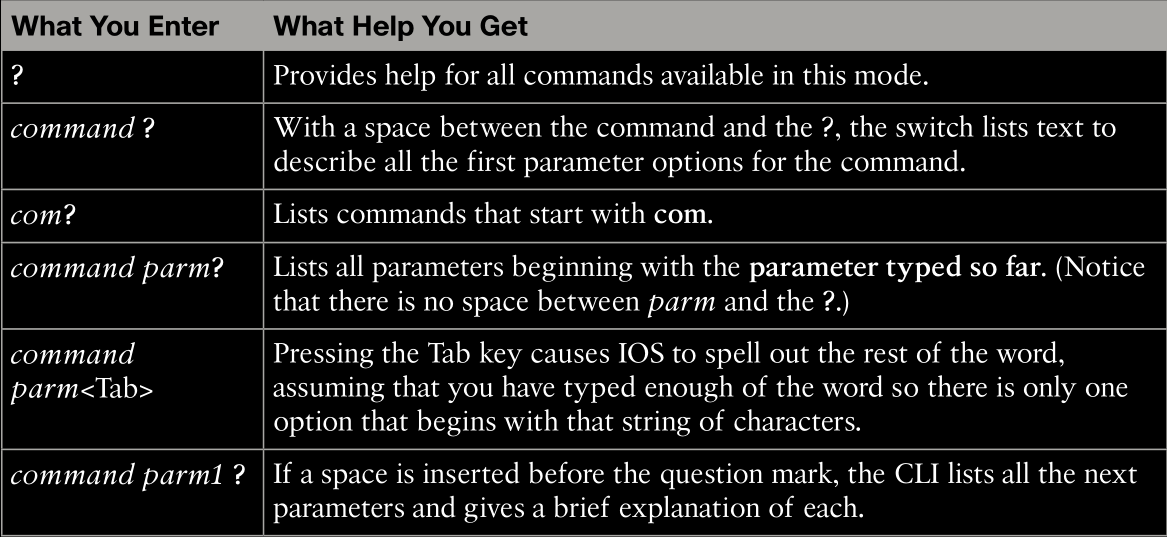 What You Enter What Help You Get
? Provides help for all commands available in this mode.
command ? With a space between the command and the ?, the switch lists text to
describe all the first parameter options for the command.
com? Lists commands that start with com.
command parm? Lists all parameters beginning with the parameter typed so far. (Notice
that there is no space between parm and the ?.)
command Pressing the Tab key causes IOS to spell out the rest of the word,
parm<Tab> assuming that you have typed enough of the word so there is only one
option that begins with that string of characters.
command parm1 ? If a space is inserted before the question mark, the CLI lists all the next
parameters and gives a brief explanation of each.